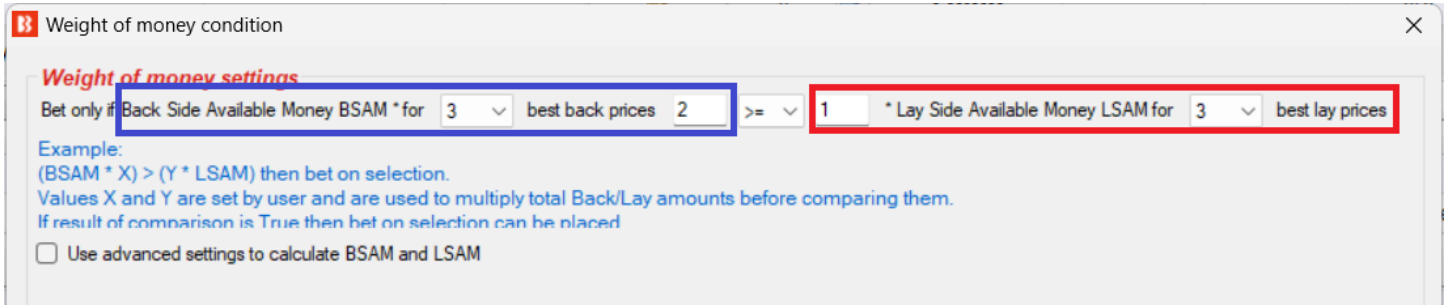 Weight of money condition
Weight of money settings
Bet only if Back Side Available Money BSAM * for 3 best back prices 2 >= 1 * Lay Side Available Money LSAM for 3 best lay prices
Example:
(BSAM * X) > (Y * LSAM) then bet on selection.
Values X and Y are set by user and are used to multiply total Back/Lay amounts before comparing them.
If result of comparison is True then bet on selection can be placed
Use advanced settings to calculate BSAM and LSAM